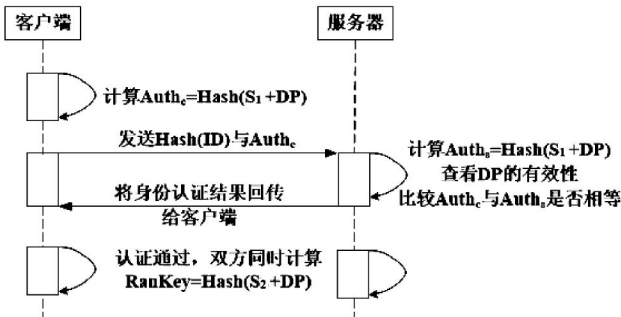 客户端
服务器
计算Authc=Hash(S1+DP)
发送Hash(ID)与Authc
计算Auths=Hash(S1+DP)
查看DP的有效性
比较Authc与Auths是否相等
将身份认证结果回传
给客户端
认证通过，双方同时计算
RanKey=Hash(S2+DP)